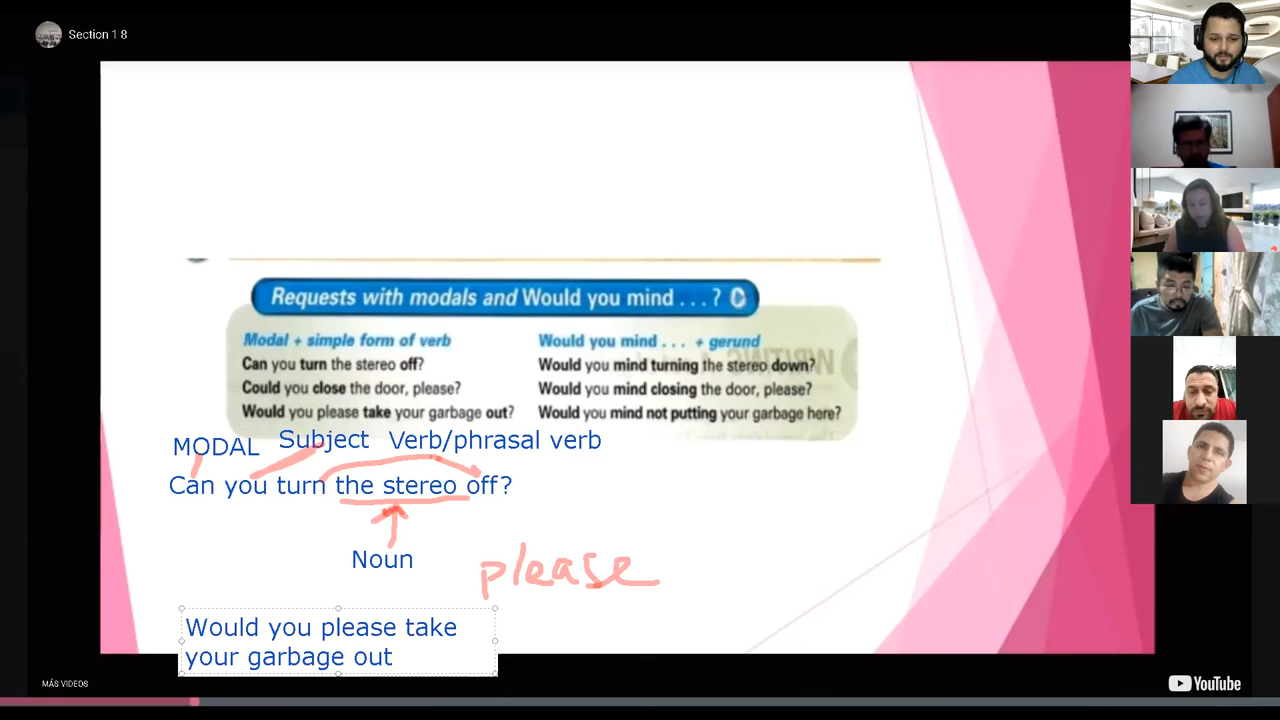 Section 1 8
Requests with modals and Would you mind . . . ?
Modal + simple form of verb
Can you turn the stereo off?
Could you close the door, please?
Would you please take your garbage out?
Would you mind . . . + gerund
Would you mind turning the stereo down?
Would you mind closing the door, please?
Would you mind not putting your garbage here?
MODAL Subject Verb/phrasal verb
Can you turn the stereo off?
Noun
please
Would you please take
your garbage out
MÁS VIDEOS
YouTube